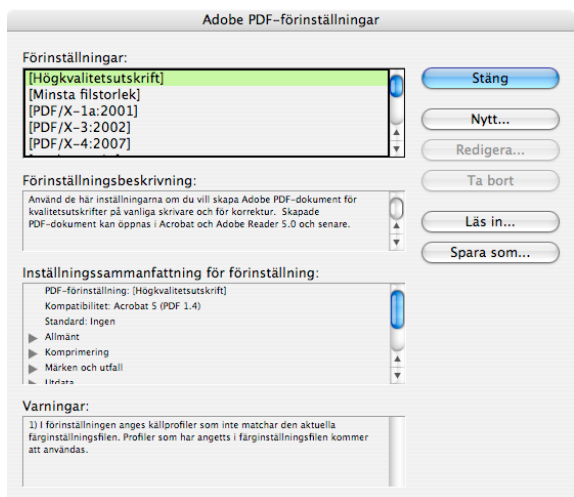 Adobe PDF-förinställningar
Förinställningar:
[Högkvalitetsutskrift]
[Minsta filstorlek]
[PDF/X-1a:2001]
[PDF/X-3:2002]
[PDF/X-4:2007]
Stäng
Nytt...
Redigera...
Ta bort
Läs in...
Spara som...
Förinställningsbeskrivning:
Använd de här inställningarna om du vill skapa Adobe PDF-dokument för
kvalitetsutskrifter på vanliga skrivare och för korrektur. Skapade
PDF-dokument kan öppnas i Acrobat och Adobe Reader 5.0 och senare.
Inställningssammanfattning för förinställning:
PDF-förinställning: [Högkvalitetsutskrift]
Kompatibilitet: Acrobat 5 (PDF 1.4)
Standard: Ingen
Allmänt
Komprimering
Märken och utfall
Utdata
Varningar:
1) I förinställningen anges källprofiler som inte matchar den aktuella
färginställningsfilen. Profiler som har angetts i färginställningsfilen kommer
att användas.